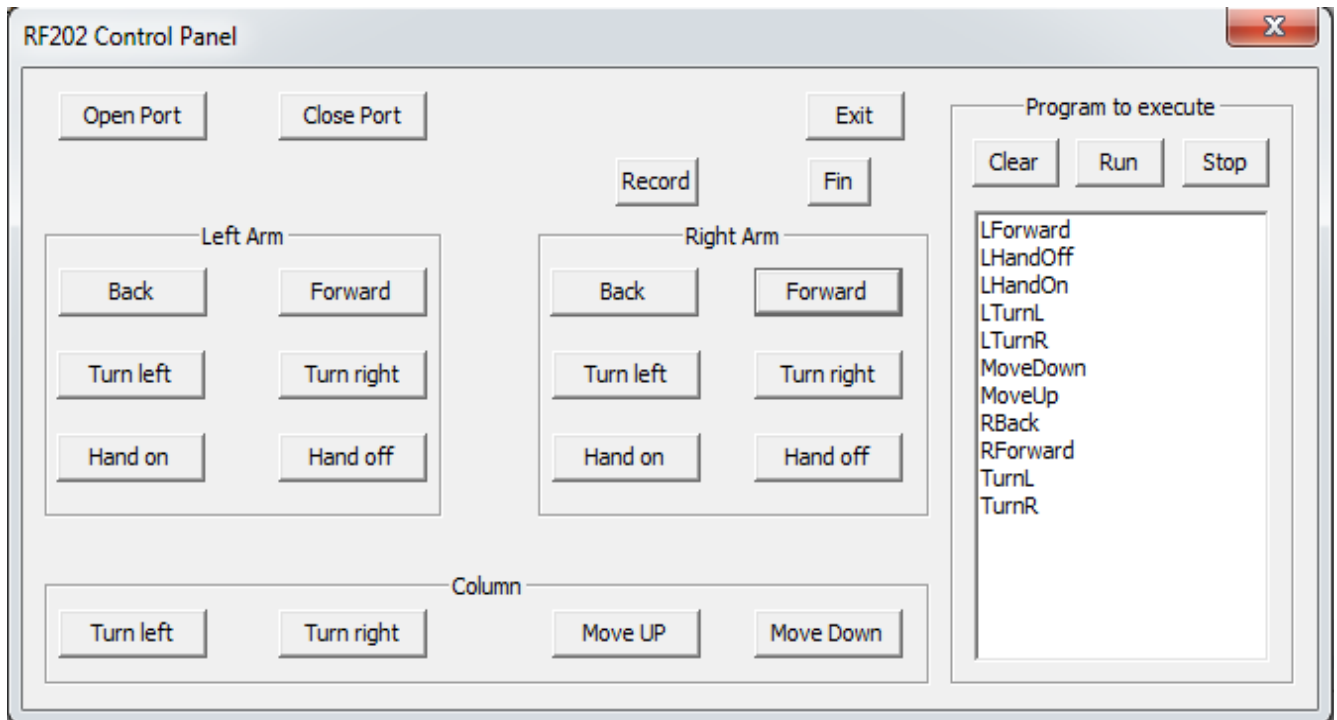 RF202 Control Panel
Open Port Close Port Exit
Record Fin
Left Arm
Back Forward
Turn left Turn right
Hand on Hand off
Right Arm
Back Forward
Turn left Turn right
Hand on Hand off
Column
Turn left Turn right Move UP Move Down
Program to execute
Clear Run Stop
LForward
LHandOff
LHandOn
LTurnL
LTurnR
MoveDown
MoveUp
RBack
RForward
TurnL
TurnR